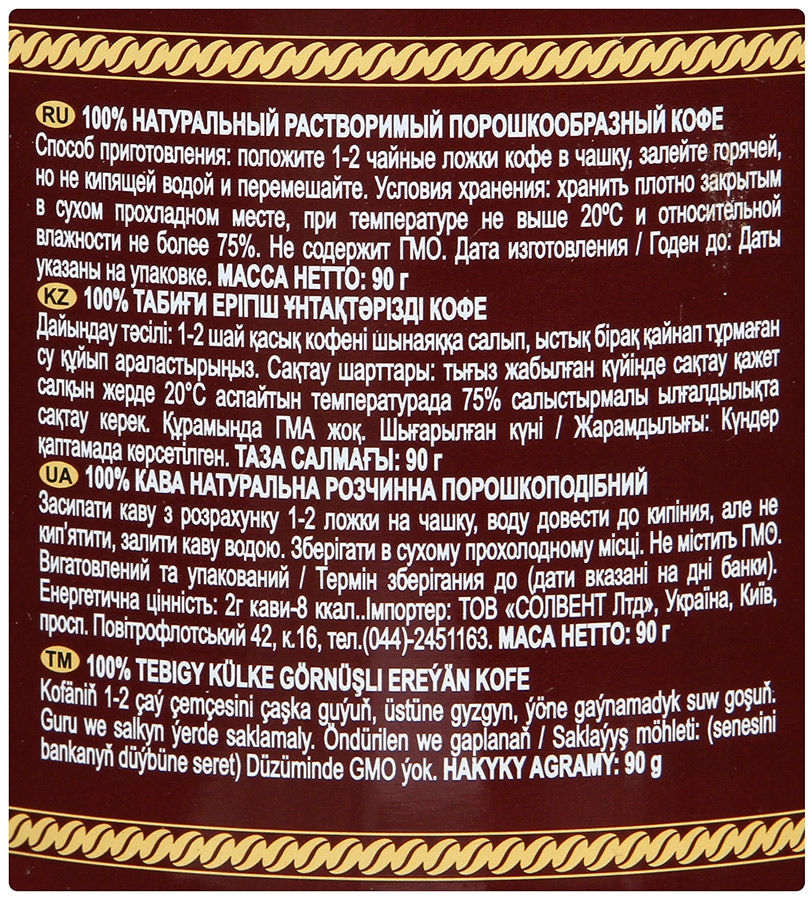 RU 100% НАТУРАЛЬНЫЙ РАСТВОРИМЫЙ ПОРОШКООБРАЗНЫЙ КОФЕ
Способ приготовления: положите 1-2 чайные ложки кофе в чашку, залейте горячей,
но не кипящей водой и перемешайте. Условия хранения: хранить плотно закрытым
в сухом прохладном месте, при температуре не выше 20ºС и относительной
влажности не более 75%. Не содержит ГМО. Дата изготовления / Годен до: Даты
указаны на упаковке. МАССА НЕТТО: 90 г
KZ 100% ТАБИҒИ ЕРІГІШ ҰНТАҚТӘРІЗДІ КОФЕ
Дайындау тәсілі: 1-2 шай қасық кофені шынаяққа салып, ыстық бірақ қайнап тұрмаған
су құйып араластырыңыз. Сақтау шарттары: тығыз жабылған күйінде сақтау қажет
салқын жерде 20°С аспайтын температурада 75% салыстырмалы ылғалдылықта
сақтау керек. Құрамында ГМА жоқ. Шығарылған күні / Жарамдылығы: Күндер
қаптамада көрсетілген. ТАЗА САЛМАҒЫ: 90 г
UA 100% КАВА НАТУРАЛЬНА РОЗЧИННА ПОРОШКОПОДІБНИЙ
Засипати каву з розрахунку 1-2 ложки на чашку, воду довести до кипіння, але не
кип'ятити, залити каву водою. Зберігати в сухому прохолодному місці. Не містить ГМО.
Вигатовлений та упакований / Термін зберігання до (дати вказані на дні банки).
Енергетична цінність: 2г кави-8 ккал..Імпортер: ТОВ «СОЛВЕНТ Лтд», Україна, Київ,
просп. Повітрофлотський 42, к.16, тел.(044)-2451163. МАСА НЕТТО: 90 г
TM 100% TEBIGY KÜLKE GÖRNÜŞLI EREÝÄN KOFE
Kofäniň 1-2 çaý çemçesini çaşka guýuň, üstüne gyzgyn, ýöne gaýnamadyk suw goşuň.
Guru we salkyn ýerde saklamaly. Öndürilen we gaplanaň / Saklaýyş möhleti: (senesini
bankanyň düýbüne seret) Düzüminde GMO ýok. HAKYKY AGRAMY: 90 g